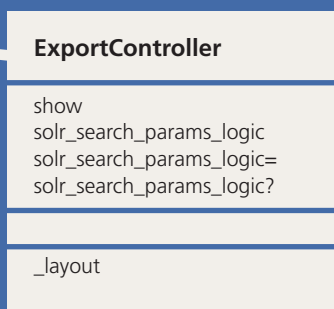 ExportController
show
solr_search_params_logic
solr_search_params_logic=
solr_search_params_logic?
_layout